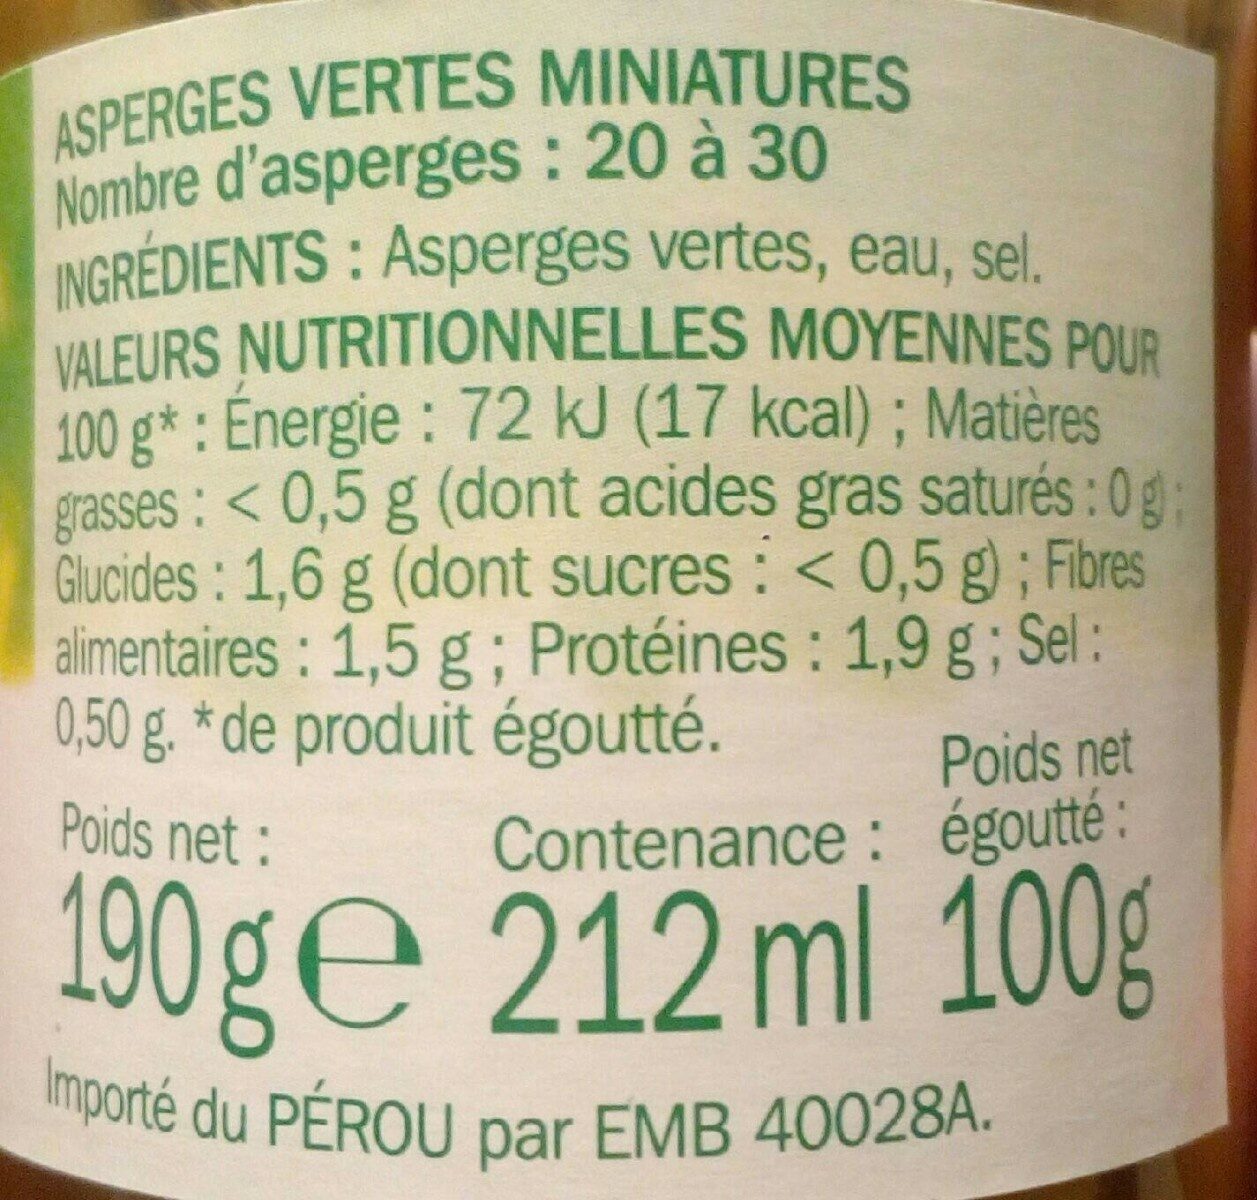 ASPERGES VERTES MINIATURES
Nombre d'asperges : 20 à 30
INGRÉDIENTS : Asperges vertes, eau, sel.
VALEURS NUTRITIONNELLES MOYENNES POUR
100 g* : Énergie : 72 kJ (17 kcal) ; Matières
grasses : < 0,5 g (dont acides gras saturés : 0 g) ;
Glucides : 1,6 g (dont sucres : < 0,5 g) ; Fibres
alimentaires : 1,5 g ; Protéines : 1,9 g ; Sel :
0,50 g. *de produit égoutté.
Poids net :
190 g e
Contenance :
212 ml
Poids net
égoutté :
100g
Importé du PÉROU par EMB 40028A.